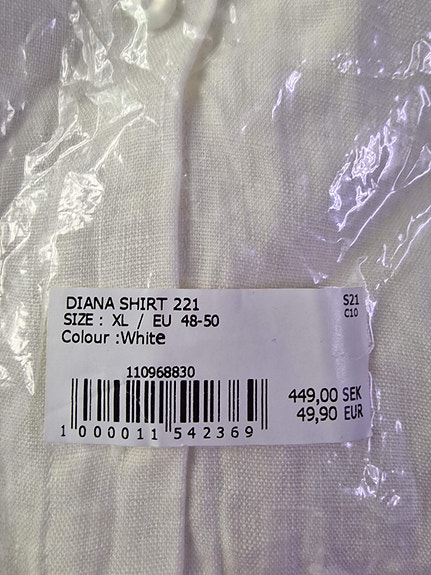 DIANA SHIRT 221
S21
C10
SIZE : XL / EU 48-50
Colour :White
110968830
449,00 SEK
49,90 EUR
1 000011 542369